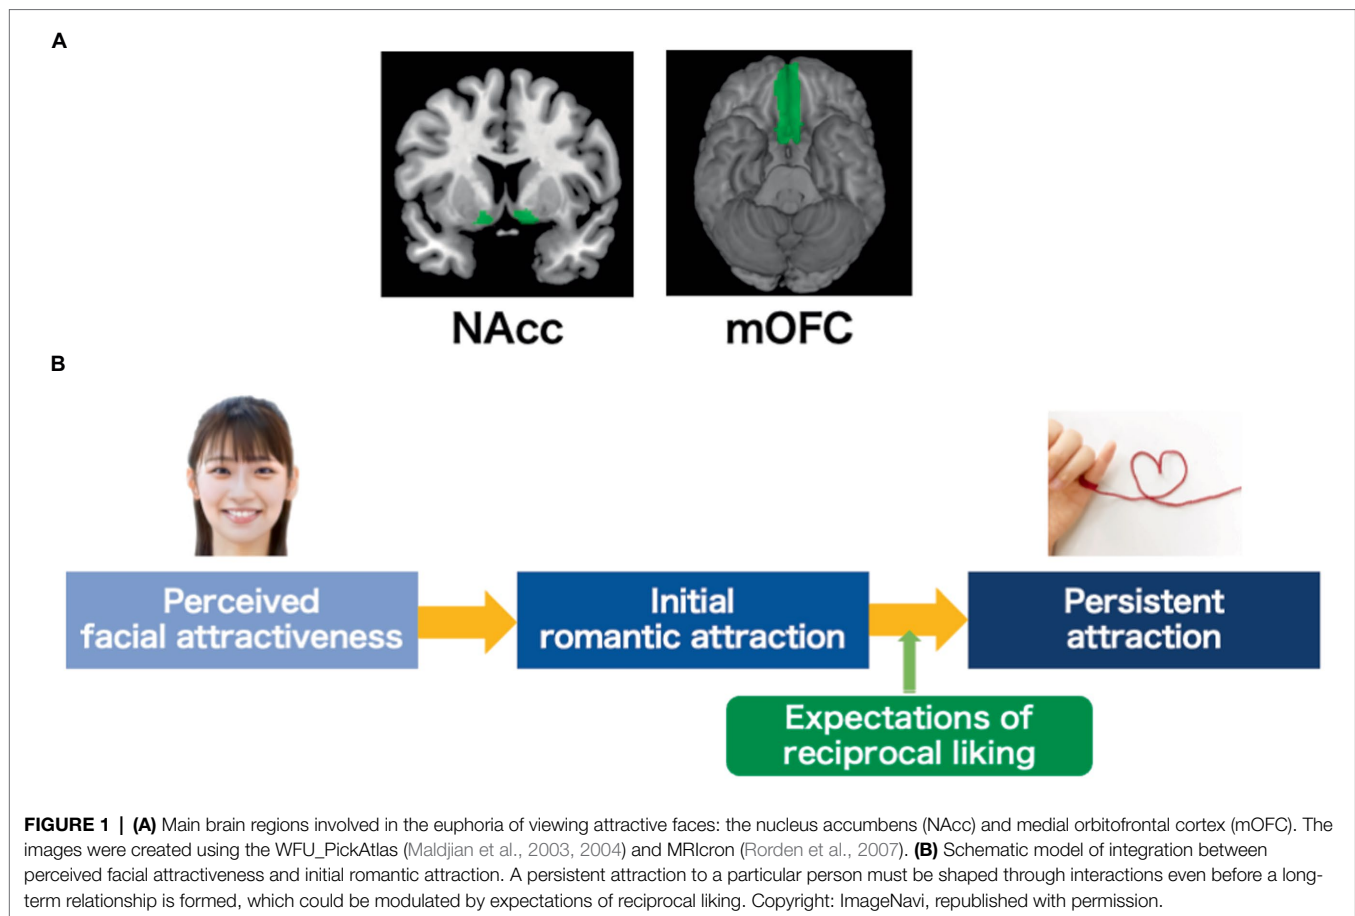 A
NAcc
mOFC
B
Perceived
facial attractiveness
Initial
romantic attraction
Persistent
attraction
Expectations of
reciprocal liking
FIGURE 1 | (A) Main brain regions involved in the euphoria of viewing attractive faces: the nucleus accumbens (NAcc) and medial orbitofrontal cortex (mOFC). The
images were created using the WFU_PickAtlas (Maldjian et al., 2003, 2004) and MRIcron (Rorden et al., 2007). (B) Schematic model of integration between
perceived facial attractiveness and initial romantic attraction. A persistent attraction to a particular person must be shaped through interactions even before a long-
term relationship is formed, which could be modulated by expectations of reciprocal liking. Copyright: ImageNavi, republished with permission.